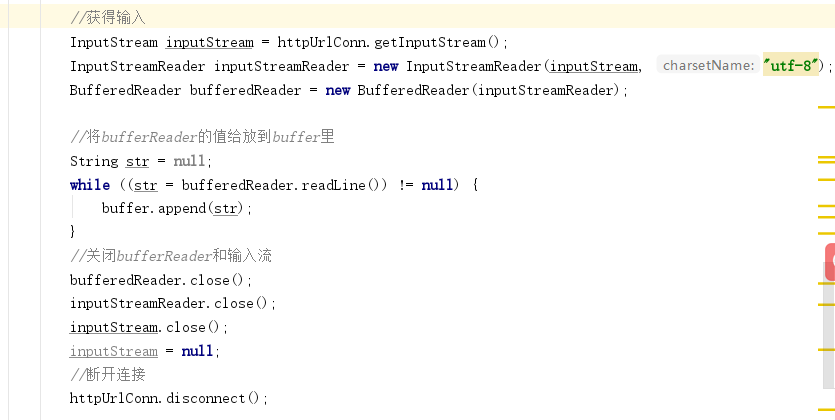 //获得输入
InputStream inputStream = httpUrlConn.getInputStream();
InputStreamReader inputStreamReader = new InputStreamReader(inputStream, charsetName: "utf-8");
BufferedReader bufferedReader = new BufferedReader(inputStreamReader);
//将bufferReader的值给放到buffer里
String str = null;
while ((str = bufferedReader.readLine()) != null) {
buffer.append(str);
}
//关闭bufferReader和输入流
bufferedReader.close();
inputStreamReader.close();
inputStream.close();
inputStream = null;
//断开连接
httpUrlConn.disconnect();